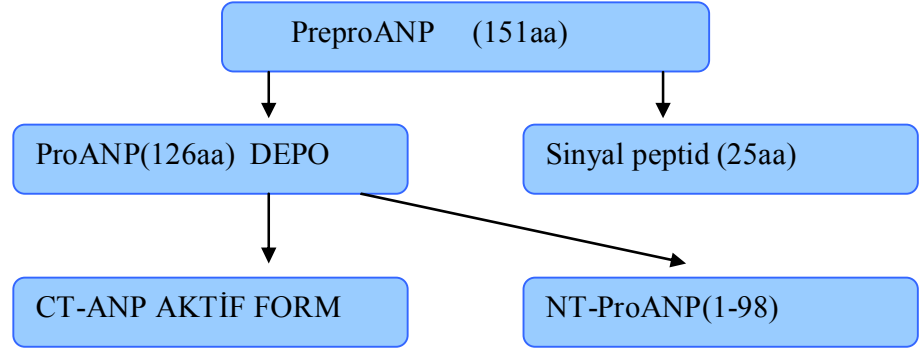 PreproANP (151aa)
ProANP(126aa) DEPO
Sinyal peptid (25aa)
CT-ANP AKTİF FORM
NT-ProANP(1-98)